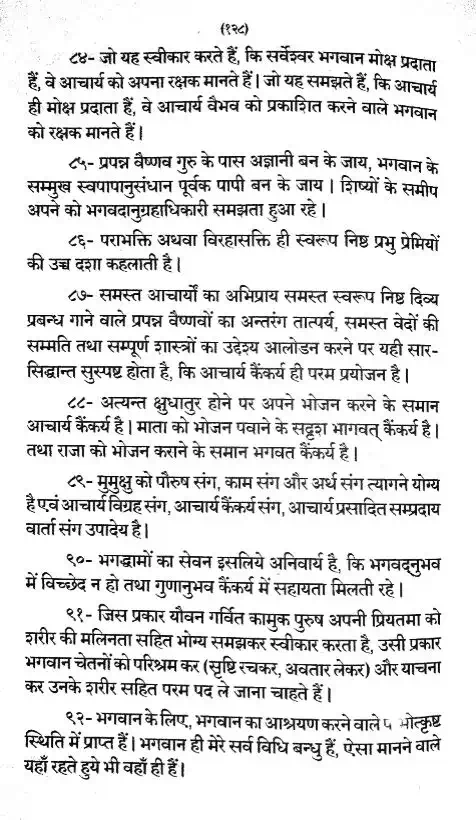 (१२८)
८४- जो यह स्वीकार करते हैं, कि सर्वेश्वर भगवान मोक्ष प्रदाता
हैं, वे आचार्य को अपना रक्षक मानते हैं। जो यह समझते हैं, कि आचार्य
ही मोक्ष प्रदाता हैं, वे आचार्य वैभव को प्रकाशित करने वाले भगवान
को रक्षक मानते हैं।
८५- प्रपन्न वैष्णव गुरु के पास अज्ञानी बन के जाय, भगवान के
सम्मुख स्वपापानुसंधान पूर्वक पापी बन के जाय। शिष्यों के समीप
अपने को भगवदानुग्रहाधिकारी समझता हुआ रहे।
८६- पराभक्ति अथवा विरहासक्ति ही स्वरूप निष्ठ प्रभु प्रेमियों
की उच्च दशा कहलाती है।
८७- समस्त आचार्यों का अभिप्राय समस्त स्वरूप निष्ठ दिव्य
प्रबन्ध गाने वाले प्रपन्न वैष्णवों का अन्तरंग तात्पर्य, समस्त वेदों की
सम्मति तथा सम्पूर्ण शास्त्रों का उद्देश्य आलोडन करने पर यही सार-
सिद्धान्त सुस्पष्ट होता है, कि आचार्य कैंकर्य ही परम प्रयोजन है।
८८- अत्यन्त क्षुधातुर होने पर अपने भोजन करने के समान
आचार्य कैंकर्य है। माता को भोजन पवाने के सदृश भागवत् कैंकर्य है।
तथा राजा को भोजन कराने के समान भगवत कैंकर्य है।
८९- मुमुक्षु को पौरुष संग, काम संग और अर्थ संग त्यागने योग्य
है एवं आचार्य विग्रह संग, आचार्य कैंकर्य संग, आचार्य प्रसादित सम्प्रदाय
वार्ता संग उपादेय है।
९०- भगद्धामों का सेवन इसलिये अनिवार्य है, कि भगवद्नुभव
में विच्छेद न हो तथा गुणानुभव कैंकर्य में सहायता मिलती रहे।
९१- जिस प्रकार यौवन गर्वित कामुक पुरुष अपनी प्रियतमा को
शरीर की मलिनता सहित भोग्य समझकर स्वीकार करता है, उसी प्रकार
भगवान चेतनों को परिश्रम कर (सृष्टि रचकर, अवतार लेकर) और याचना
कर उनके शरीर सहित परम पद ले जाना चाहते हैं।
९२- भगवान के लिए, भगवान का आश्रयण करने वाले
स्थिति में प्राप्त हैं। भगवान ही मेरे सर्व विधि बन्धु हैं, ऐसा मानने वाले
यहाँ रहते हुये भी वहाँ ही हैं।